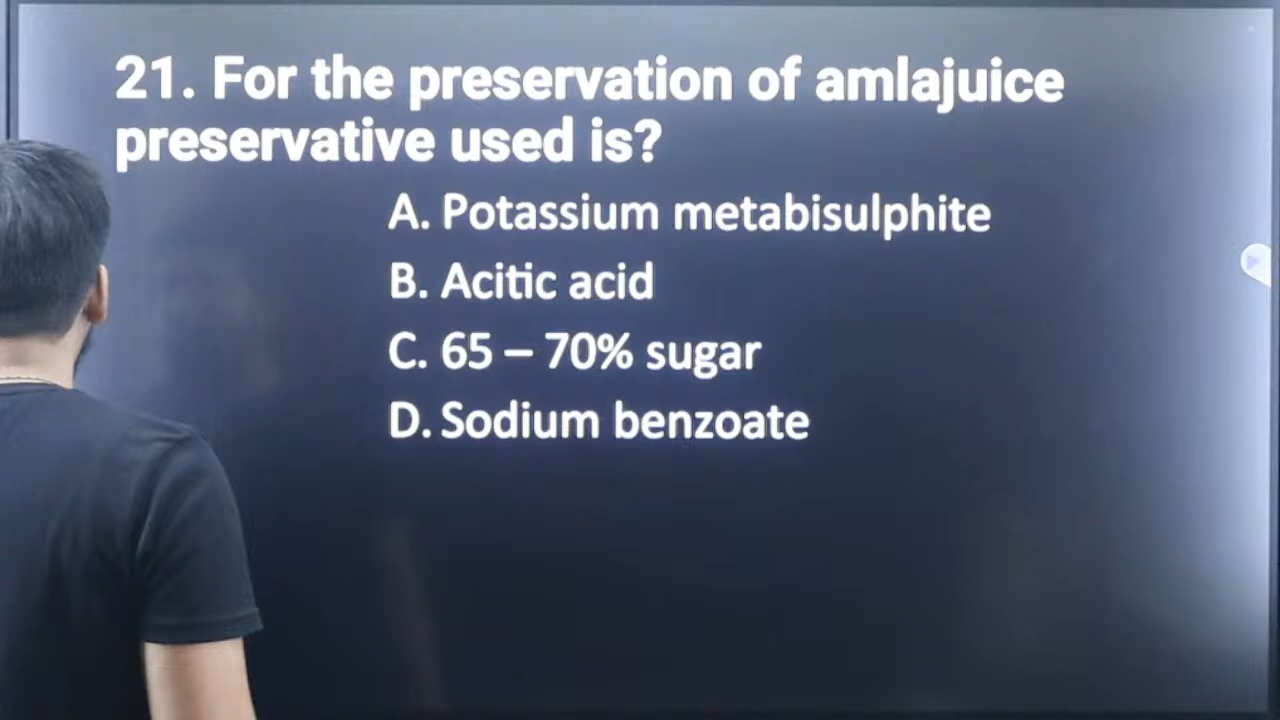 21. For the preservation of amlajuice
preservative used is?
A. Potassium metabisulphite
B. Acitic acid
C. 65 – 70% sugar
D. Sodium benzoate